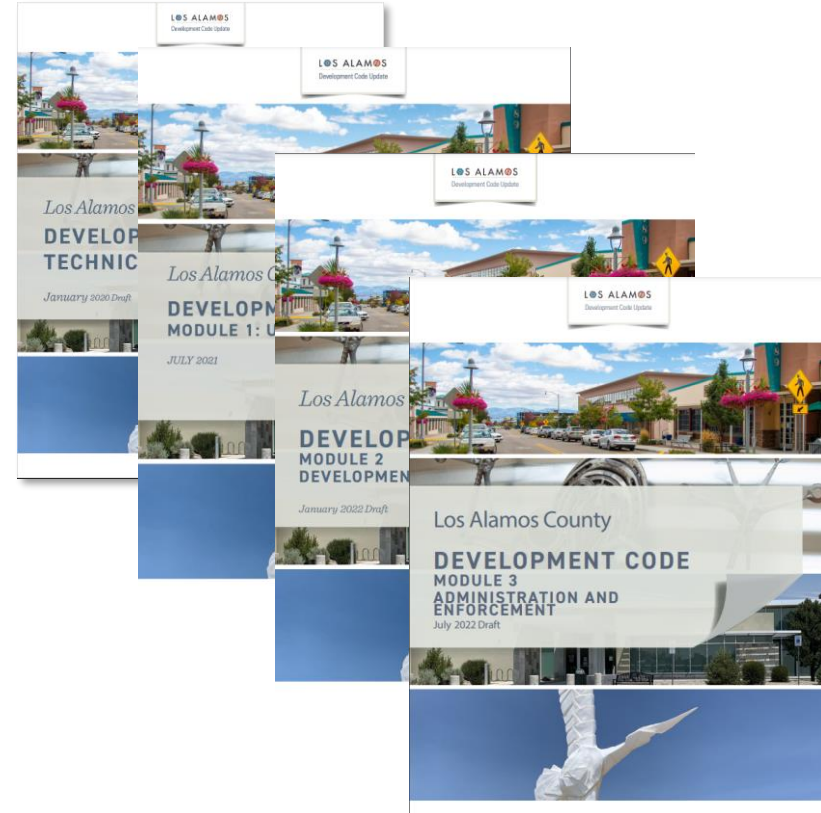 LOS ALAMOS
Development Code Update
Los Alamos
DEVELOP
TECHNIC
January 2020 Draft
LOS ALAMOS
Development Code Update
Los Alamos C
DEVELOPM
MODULE 1: U
JULY 2021
LOS ALAMOS
Development Code Update
Los Alamos
DEVELOP
MODULE 2
DEVELOPMEN
January 2022 Draft
LOS ALAMOS
Development Code Update
89
Los Alamos County
DEVELOPMENT CODE
MODULE 3
ADMINISTRATION AND
ENFORCEMENT
July 2022 Draft